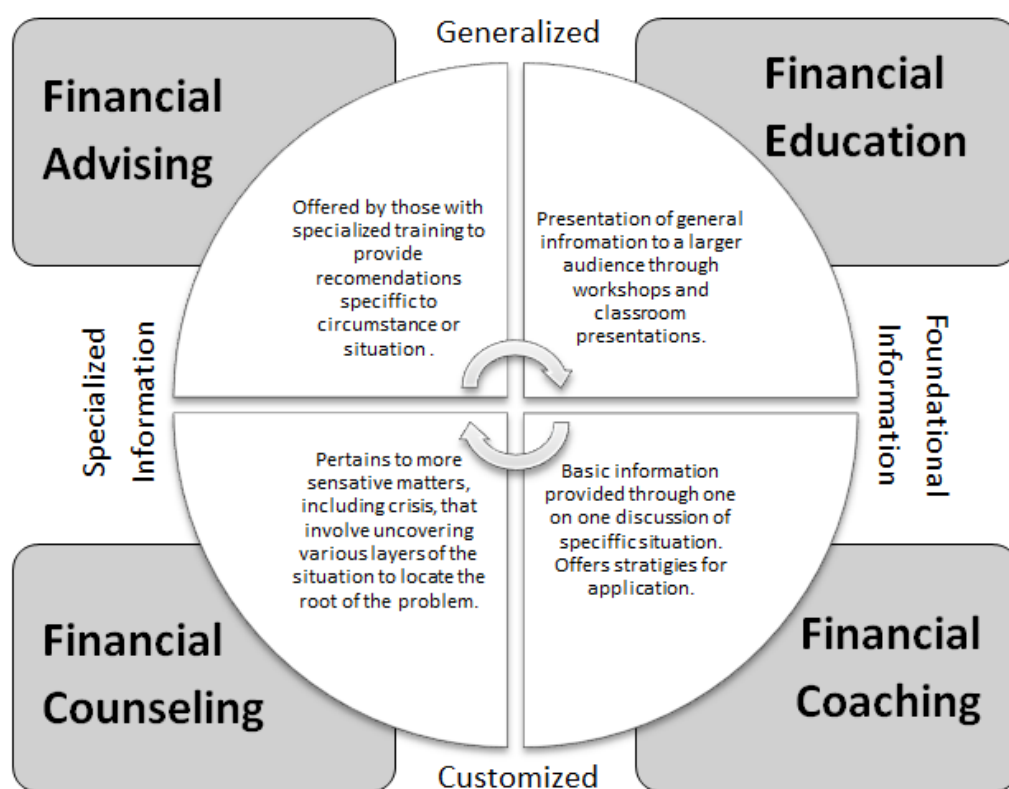 Generalized
Financial
Advising
Financial
Education
Offered by those with
specialized training to
provide
recomendations
speciffic to
circumstance or
situation .
Presentation of general
infromation to a larger
audience through
workshops and
classroom
presentations.
Specialized
Information
Foundational
Information
Pertains to more
sensative matters,
including crisis, that
involve uncovering
various layers of the
situation to locate the
root of the problem.
Basic information
provided through one
on one discussion of
speciffic situation.
Offers stratigies for
application.
Financial
Counseling
Financial
Coaching
Customized